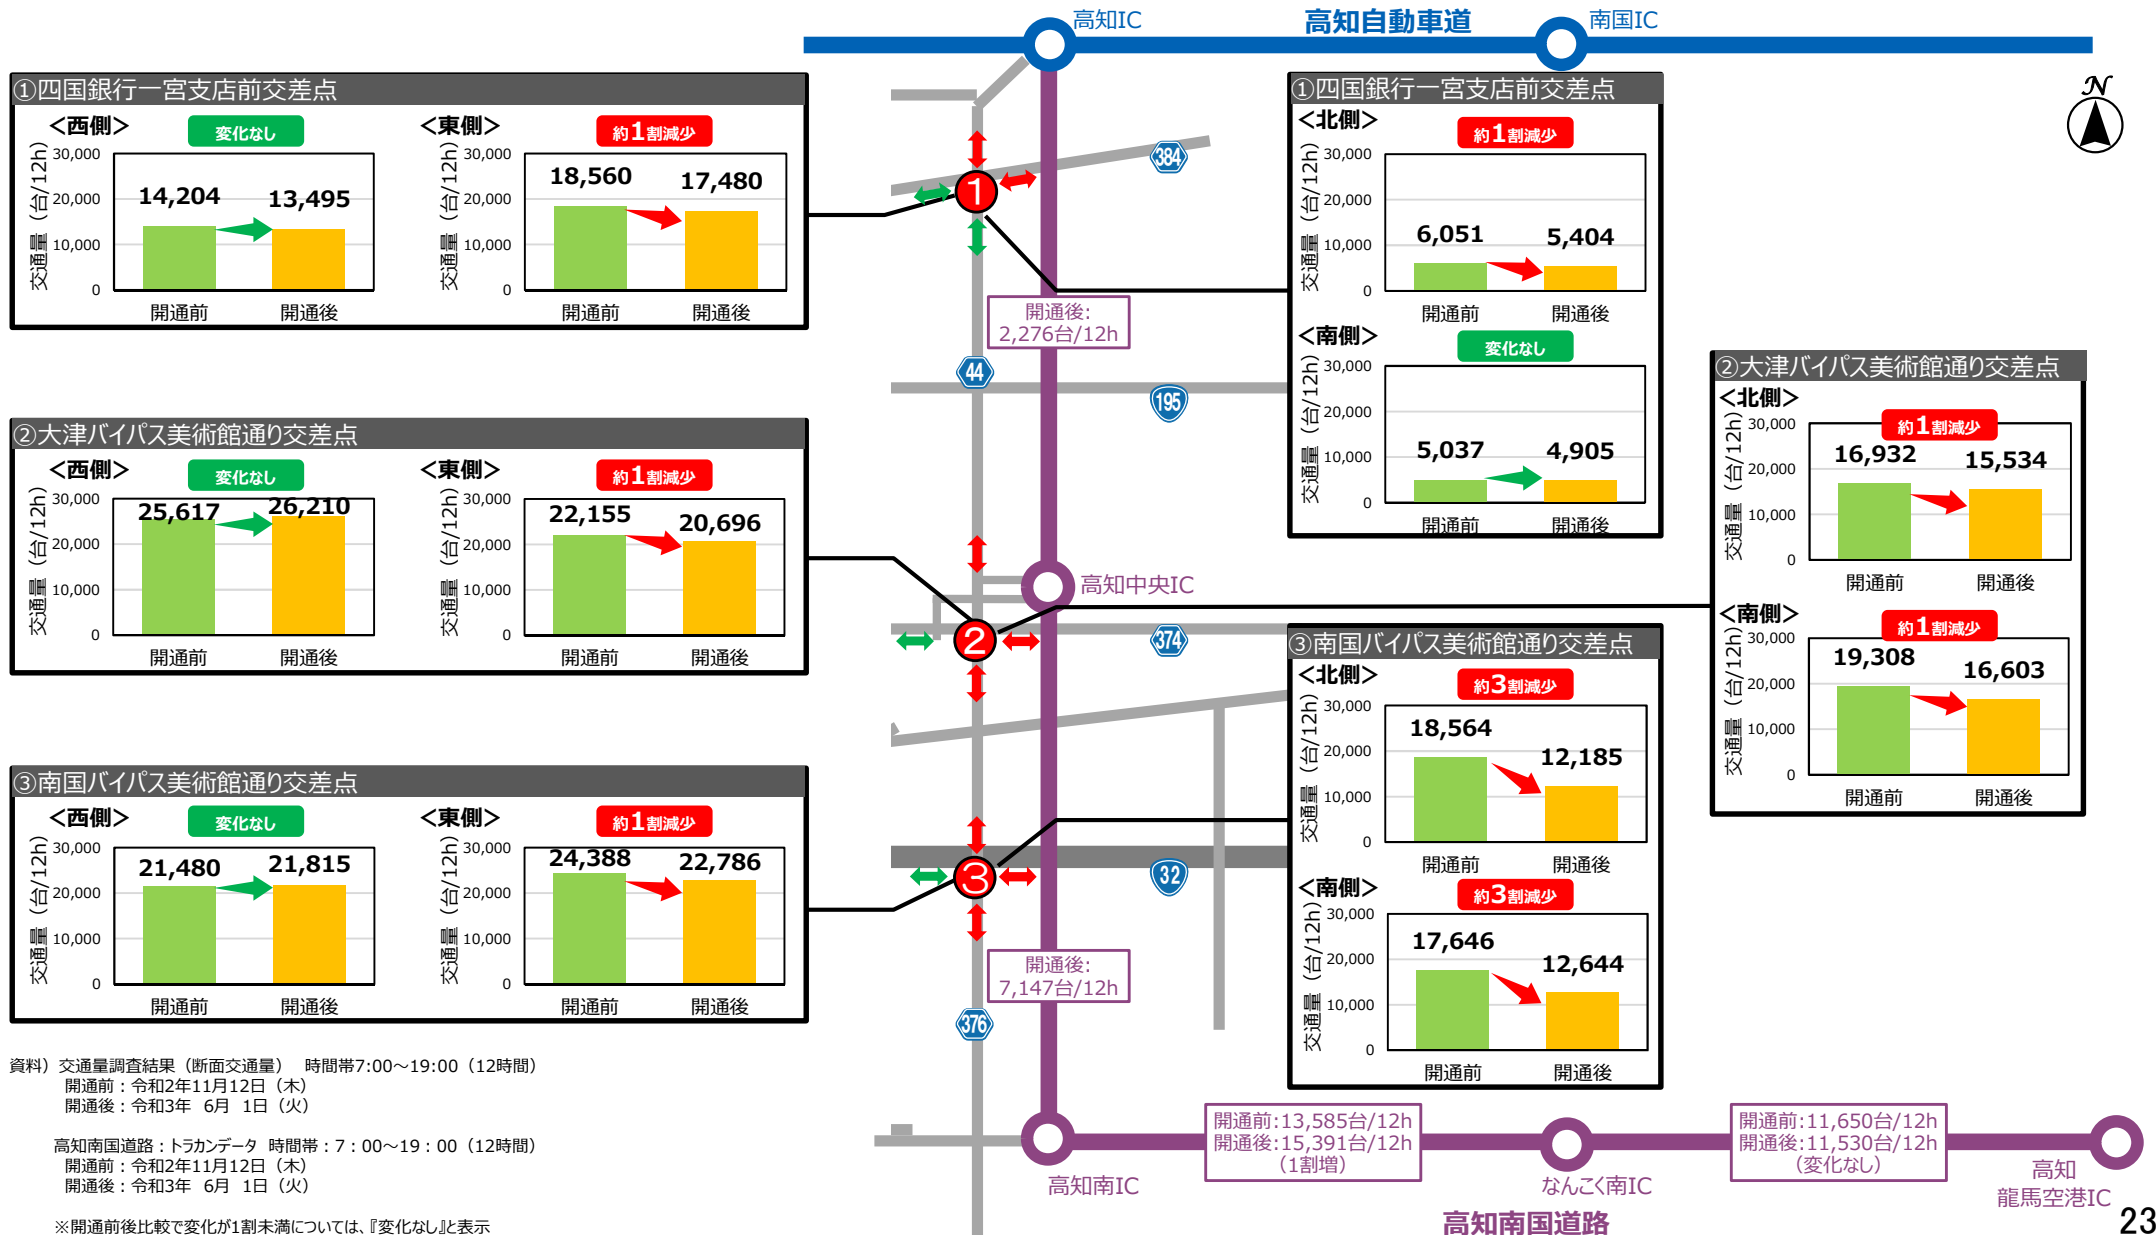 高知IC
高知自動車道
南国IC
N
①四国銀行一宮支店前交差点
<西側>
変化なし
交通量（台/12h）
30,000
20,000
10,000
0
14,204
13,495
開通前
開通後
<東側>
約1割減少
交通量（台/12h）
30,000
20,000
10,000
0
18,560
17,480
開通前
開通後
①四国銀行一宮支店前交差点
<北側>
約1割減少
交通量（台/12h）
30,000
20,000
10,000
0
6,051
5,404
開通前
開通後
<南側>
変化なし
交通量（台/12h）
30,000
20,000
10,000
0
5,037
4,905
開通前
開通後
384
1
開通後:
2,276台/12h
44
195
②大津バイパス美術館通り交差点
<西側>
変化なし
交通量（台/12h）
30,000
20,000
10,000
0
25,617
26,210
開通前
開通後
<東側>
約1割減少
交通量（台/12h）
30,000
20,000
10,000
0
22,155
20,696
開通前
開通後
②大津バイパス美術館通り交差点
<北側>
約1割減少
交通量（台/12h）
30,000
20,000
10,000
0
16,932
15,534
開通前
開通後
<南側>
約1割減少
交通量（台/12h）
30,000
20,000
10,000
0
19,308
16,603
開通前
開通後
高知中央IC
2
374
③南国バイパス美術館通り交差点
<西側>
変化なし
交通量（台/12h）
30,000
20,000
10,000
0
21,480
21,815
開通前
開通後
<東側>
約1割減少
交通量（台/12h）
30,000
20,000
10,000
0
24,388
22,786
開通前
開通後
③南国バイパス美術館通り交差点
<北側>
約3割減少
交通量（台/12h）
30,000
20,000
10,000
0
18,564
12,185
開通前
開通後
<南側>
約3割減少
交通量（台/12h）
30,000
20,000
10,000
0
17,646
12,644
開通前
開通後
3
32
開通後:
7,147台/12h
376
資料）交通量調査結果（断面交通量）　時間帯7:00～19:00（12時間）
開通前：令和2年11月12日（木）
開通後：令和3年 6月 1日（火）
高知南国道路：トラカンデータ 時間帯：7：00～19：00（12時間）
開通前：令和2年11月12日（木）
開通後：令和3年 6月 1日（火）
※開通前後比較で変化が1割未満については、『変化なし』と表示
開通前:13,585台/12h
開通後:15,391台/12h
（1割増）
開通前:11,650台/12h
開通後:11,530台/12h
（変化なし）
高知南IC
なんこく南IC
高知
龍馬空港IC
高知南国道路
23